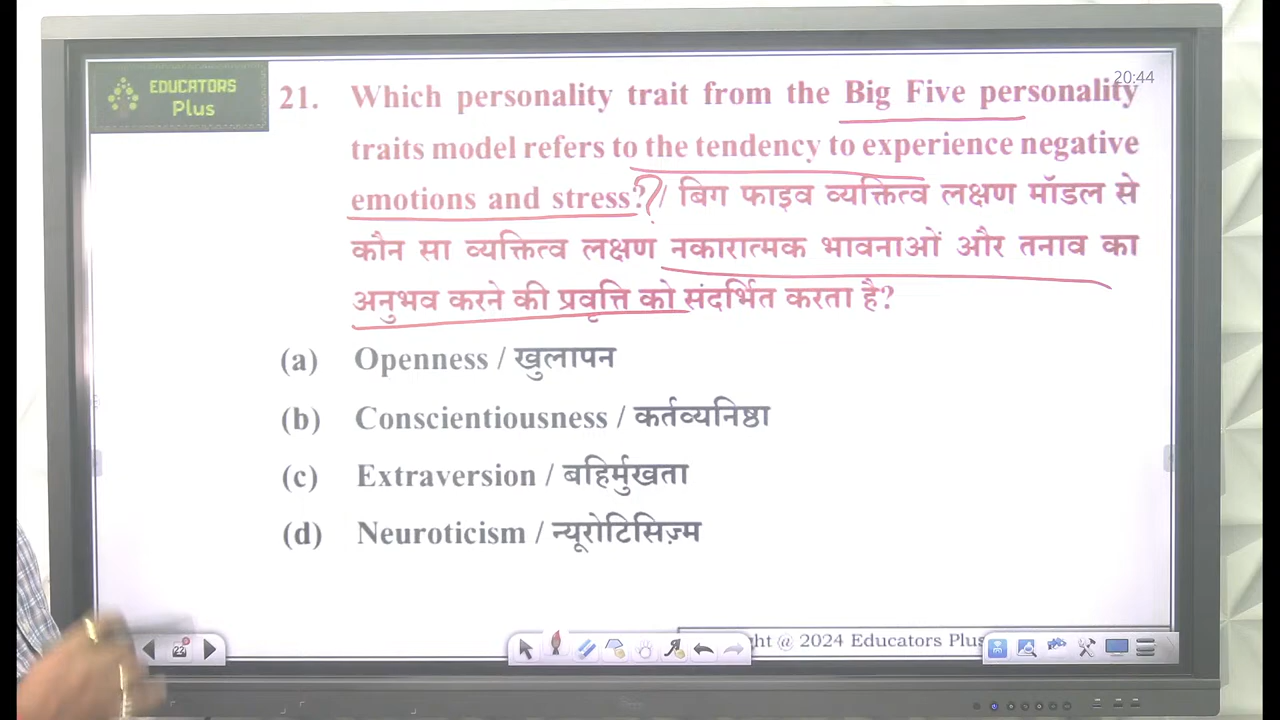 EDUCATORS
Plus
20:44
21. Which personality trait from the Big Five personality
traits model refers to the tendency to experience negative
emotions and stress?/ बिग फाइव व्यक्तित्व लक्षण मॉडल से
कौन सा व्यक्तित्व लक्षण नकारात्मक भावनाओं और तनाव का
अनुभव करने की प्रवृत्ति को संदर्भित करता है?
(a) Openness / खुलापन
(b) Conscientiousness / कर्तव्यनिष्ठा
(c) Extraversion / बहिर्मुखता
(d) Neuroticism / न्यूरोटिसिज़्म
22
ght @ 2024 Educators Plus